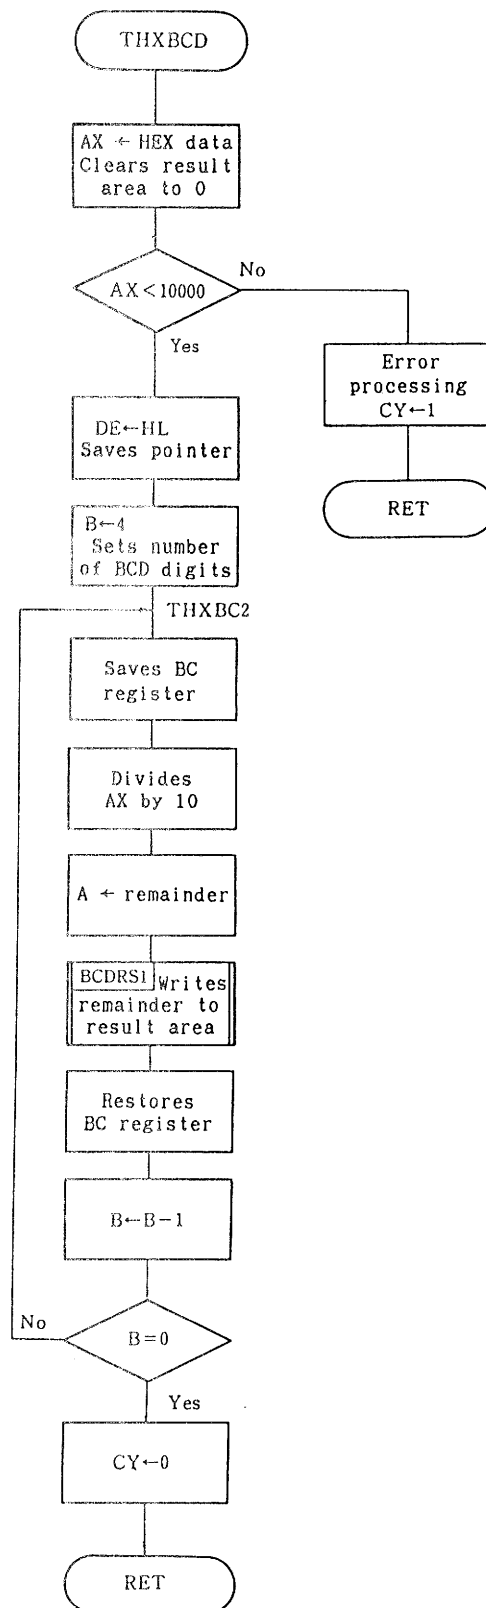 THXBCD
AX ← HEX data
Clears result
area to 0
AX<10000
No
Yes
Error
processing
CY←1
RET
DE←HL
Saves pointer
B←4
Sets number
of BCD digits
THXBC2
Saves BC
register
Divides
AX by 10
A ← remainder
BCDRS1 Writes
remainder to
result area
Restores
BC register
B←B-1
No
B=0
Yes
CY←0
RET